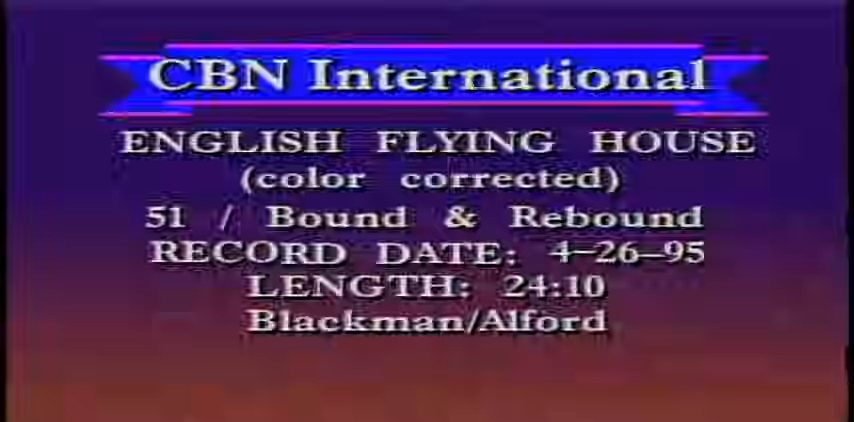 CBN International
ENGLISH FLYING HOUSE
(color corrected)
51 / Bound & Rebound
RECORD DATE: 4-26-95
LENGTH: 24:10
Blackman/Alford